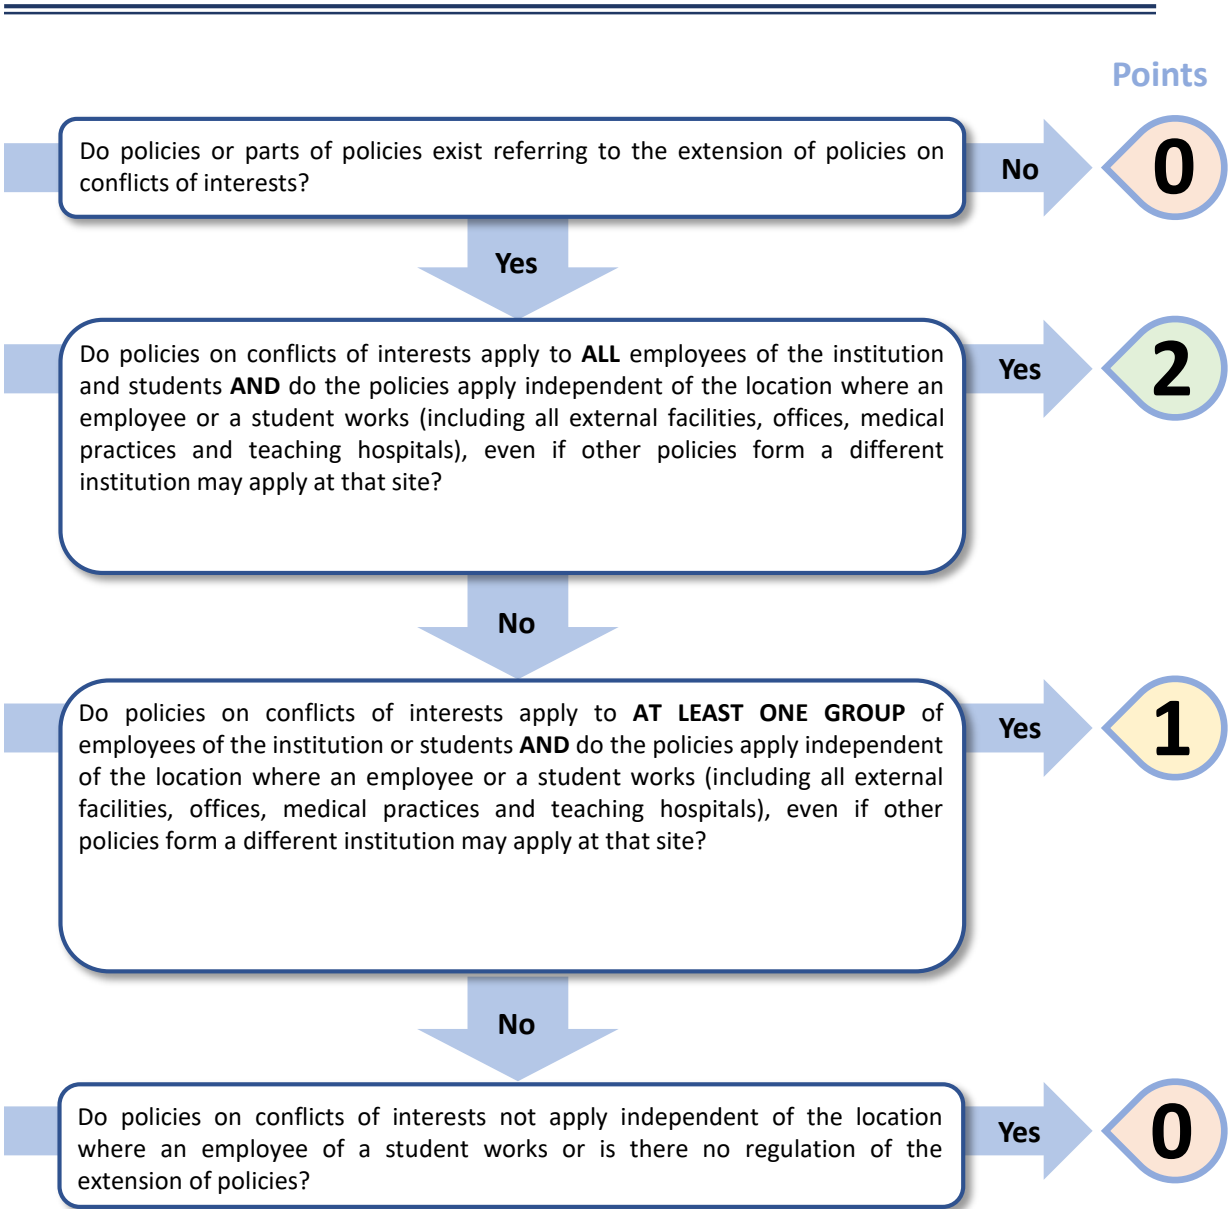 Points
Do policies or parts of policies exist referring to the extension of policies on
conflicts of interests?
No
0
Yes
Do policies on conflicts of interests apply to ALL employees of the institution
and students AND do the policies apply independent of the location where an
employee or a student works (including all external facilities, offices, medical
practices and teaching hospitals), even if other policies form a different
institution may apply at that site?
Yes
2
No
Do policies on conflicts of interests apply to AT LEAST ONE GROUP of
employees of the institution or students AND do the policies apply independent
of the location where an employee or a student works (including all external
facilities, offices, medical practices and teaching hospitals), even if other
policies form a different institution may apply at that site?
Yes
1
No
Do policies on conflicts of interests not apply independent of the location
where an employee of a student works or is there no regulation of the
extension of policies?
Yes
0